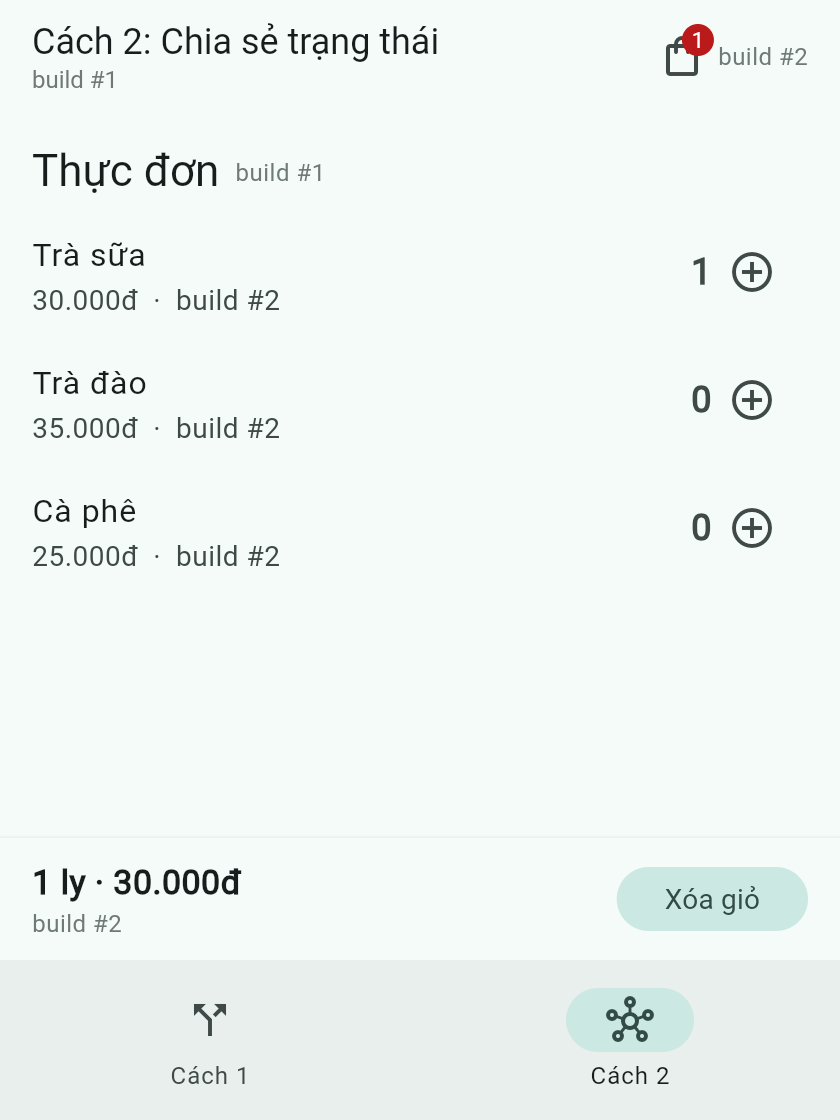 Cách 2: Chia sẻ trạng thái
build #1
1
build #2
Thực đơn build #1
Trà sữa
30.000đ · build #2
1
Trà đào
35.000đ · build #2
0
Cà phê
25.000đ · build #2
0
1 ly · 30.000đ
build #2
Xóa giỏ
Cách 1
Cách 2